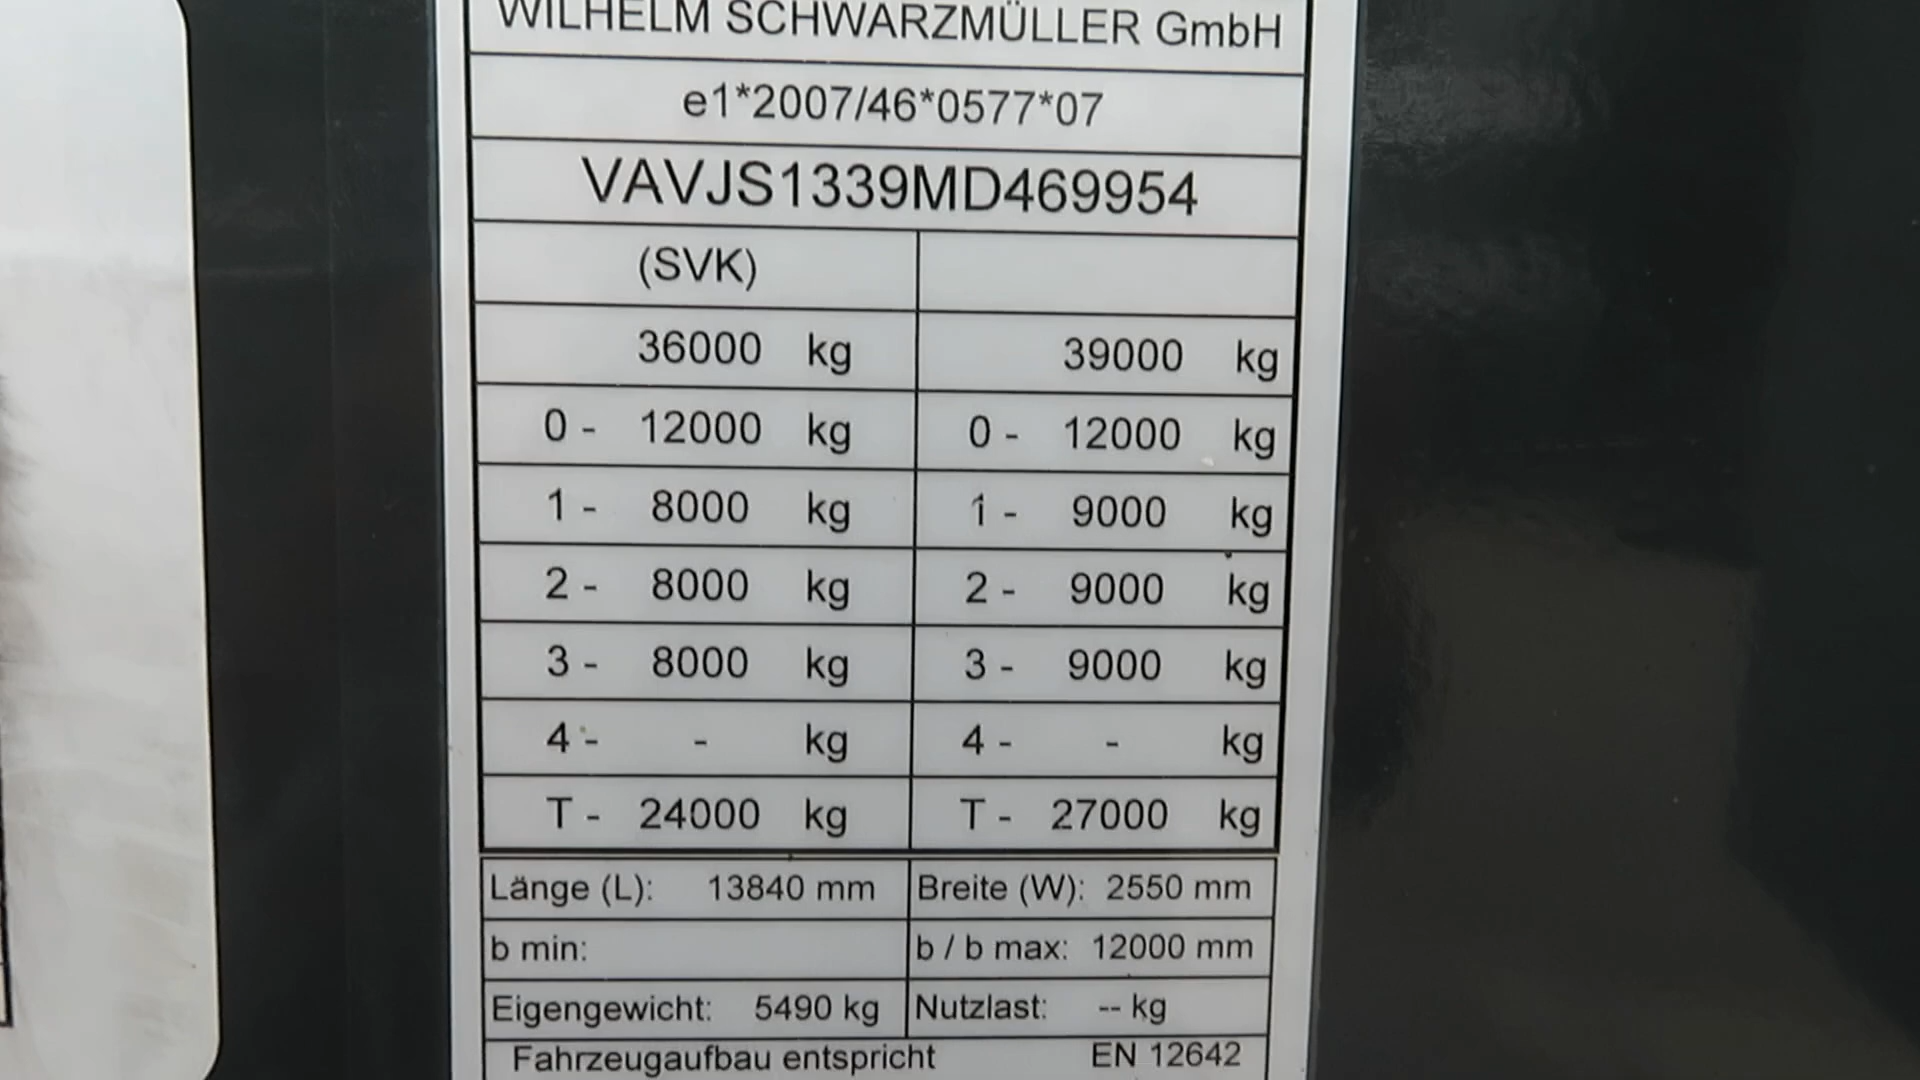 WILHELM SCHWARZMÜLLER GmbH
e1*2007/46*0577*07
VAVJS1339MD469954
(SVK)
36000 kg 39000 kg
0 - 12000 kg 0 - 12000 kg
1 - 8000 kg 1 - 9000 kg
2 - 8000 kg 2 - 9000 kg
3 - 8000 kg 3 - 9000 kg
4 - - kg 4 - - kg
T - 24000 kg T - 27000 kg
Länge (L): 13840 mm Breite (W): 2550 mm
b min: b / b max: 12000 mm
Eigengewicht: 5490 kg Nutzlast: -- kg
Fahrzeugaufbau entspricht EN 12642